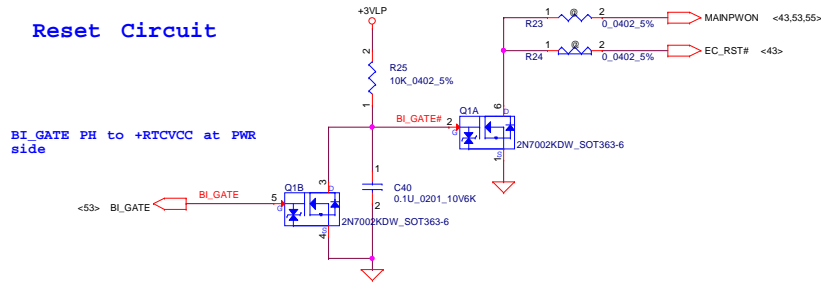 Reset Circuit
+3VLP
R23
1
@
2
0_0402_5%
MAINPWON
<43,53,55>
R24
1
@
2
0_0402_5%
EC_RST#
<43>
2
R25
10K_0402_5%
1
BI_GATE PH to +RTCVCC at PWR
side
BI_GATE#
2
Q1A
6
D
G
S
1
2N7002KDW_SOT363-6
<53>
BI_GATE
BI_GATE
5
Q1B
3
D
G
S
4
2N7002KDW_SOT363-6
1
C40
0.1U_0201_10V6K
2